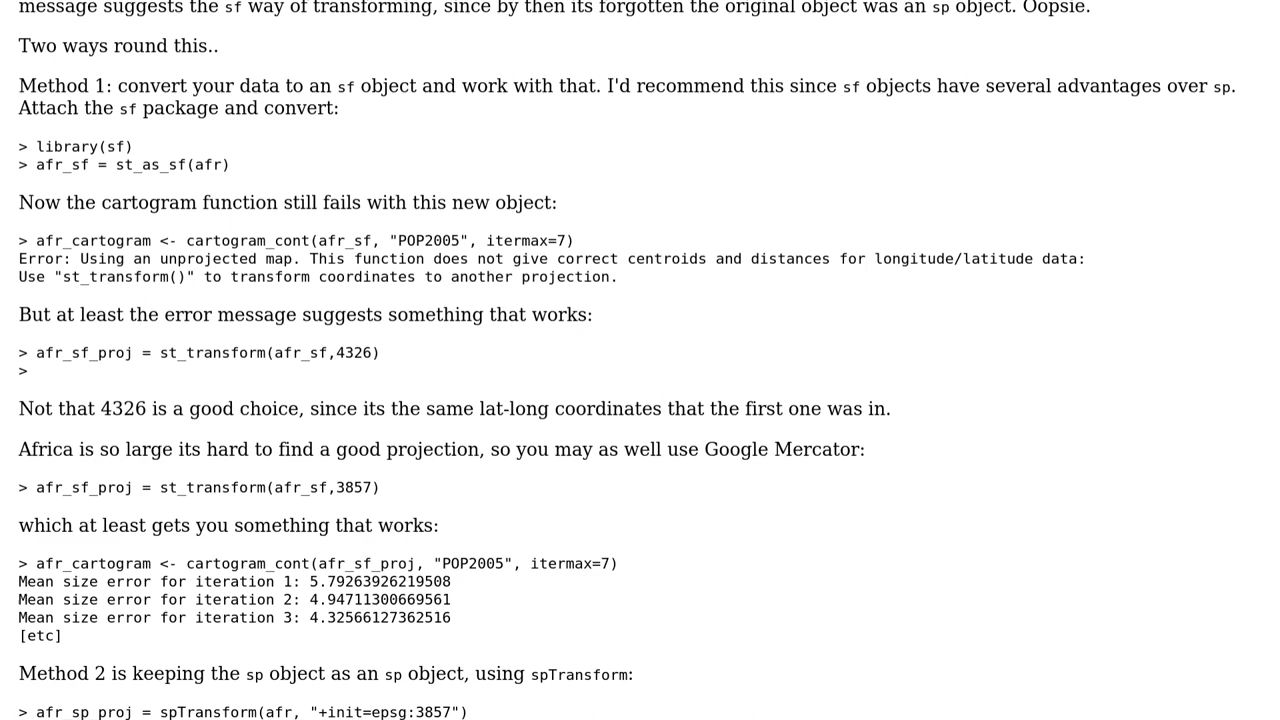 message suggests the sf way of transforming, since by then its forgotten the original object was an sp object. Oopsie.
Two ways round this..
Method 1: convert your data to an sf object and work with that. I'd recommend this since sf objects have several advantages over sp.
Attach the sf package and convert:
> library(sf)
> afr_sf = st_as_sf(afr)
Now the cartogram function still fails with this new object:
> afr_cartogram <- cartogram_cont(afr_sf, "POP2005", itermax=7)
Error: Using an unprojected map. This function does not give correct centroids and distances for longitude/latitude data:
Use "st_transform()" to transform coordinates to another projection.
But at least the error message suggests something that works:
> afr_sf_proj = st_transform(afr_sf,4326)
>
Not that 4326 is a good choice, since its the same lat-long coordinates that the first one was in.
Africa is so large its hard to find a good projection, so you may as well use Google Mercator:
> afr_sf_proj = st_transform(afr_sf,3857)
which at least gets you something that works:
> afr_cartogram <- cartogram_cont(afr_sf_proj, "POP2005", itermax=7)
Mean size error for iteration 1: 5.79263926219508
Mean size error for iteration 2: 4.94711300669561
Mean size error for iteration 3: 4.32566127362516
[etc]
Method 2 is keeping the sp object as an sp object, using spTransform:
> afr_sp_proj = spTransform(afr, "+init=epsg:3857")